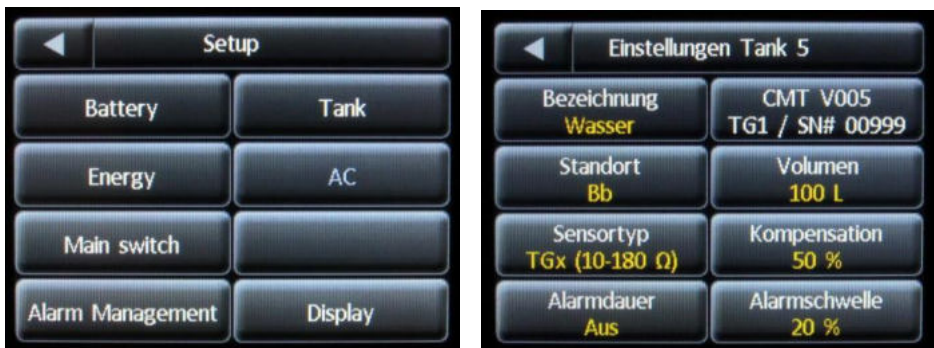 Setup
Battery
Tank
Energy
AC
Main switch
Alarm Management
Display
Einstellungen Tank 5
Bezeichnung
Wasser
CMT V005
TG1 / SN# 00999
Standort
Bb
Volumen
100 L
Sensortyp
TGx (10-180 Ω)
Kompensation
50 %
Alarmdauer
Aus
Alarmschwelle
20 %